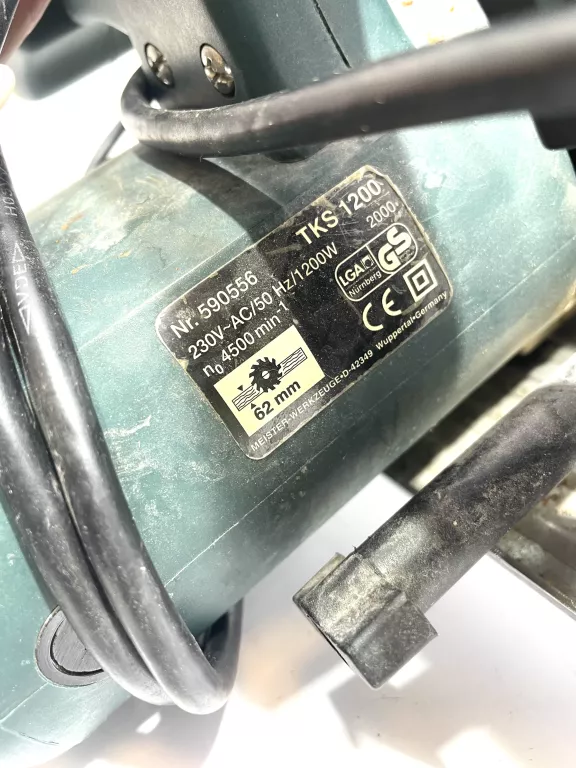 TKS 1200
2000
Nr. 590556
230V~AC/50 Hz/1200W
n₀ 4500 min⁻¹
62 mm
LGA
Nürnberg
GS
CE
MEISTER-WERKZEUGE•D-42349 Wuppertal•Germany
VDE